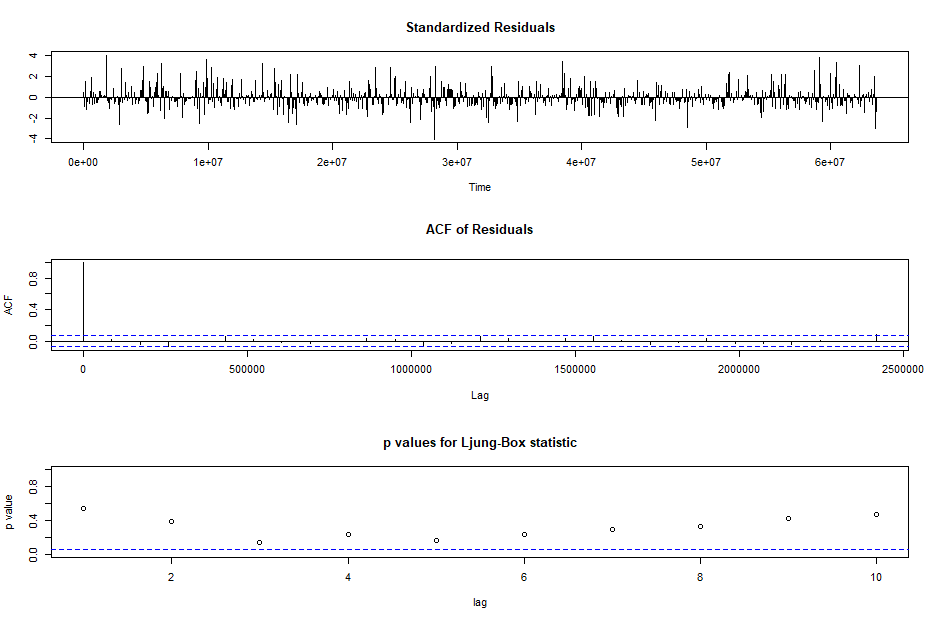 Standardized Residuals
4
2
0
-2
-4
0e+00 1e+07 2e+07 3e+07 4e+07 5e+07 6e+07
Time
ACF of Residuals
ACF
0.8
0.4
0.0
0 500000 1000000 1500000 2000000 2500000
Lag
p values for Ljung-Box statistic
p value
0.8
0.4
0.0
2 4 6 8 10
lag